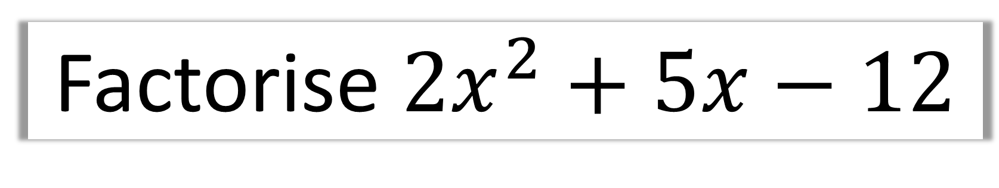 Factorise 2x² + 5x − 12